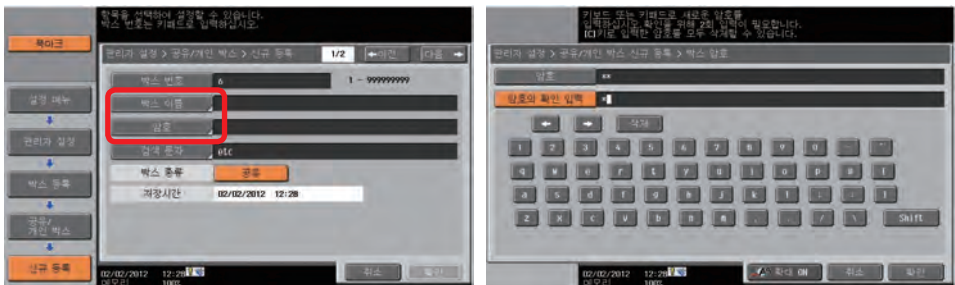 항목을 선택하여 설정할 수 있습니다.
박스 번호는 키패드로 입력하십시오.
북마크
관리자 설정 > 공유/개인 박스 > 신규 등록
1/2
←이전
다음 →
박스 번호
6
1 - 999999999
박스 이름
암호
검색 문자
etc
박스 종류
공유
저장시간
02/02/2012 12:28
설정 메뉴
관리자 설정
박스 등록
공유/
개인 박스
신규 등록
02/02/2012 12:28
메모리 100%
취소
확인
키보드 또는 키패드로 새로운 암호를
입력하십시오. 확인을 위해 2회 입력이 필요합니다.
[C]키로 입력한 암호를 모두 삭제할 수 있습니다.
관리자 설정 > 공유/개인 박스 신규 등록 > 박스 암호
암호
**
암호의 확인 입력
*
← → 삭제
1 2 3 4 5 6 7 8 9 0 - ^
q w e r t y u i o p @ [
a s d f g h j k l ; : ]
z x c v b n m , . / \ Shift
02/02/2012 12:28
메모리 100%
확대 ON
취소
확인